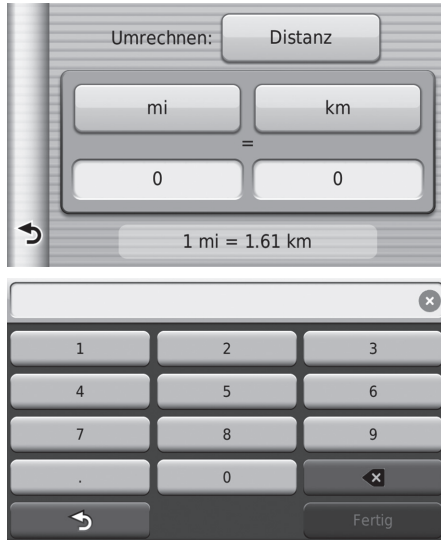 Umrechnen: Distanz
mi km
=
0 0
1 mi = 1.61 km
1 2 3
4 5 6
7 8 9
. 0
Fertig